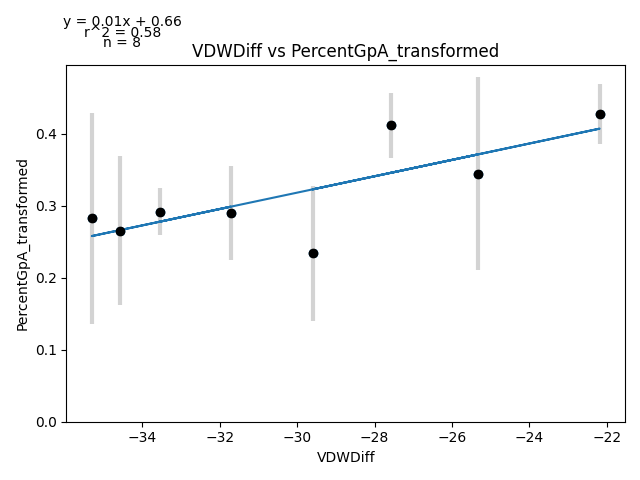 y = 0.01x + 0.66
r^2 = 0.58
n = 8
VDWDiff vs PercentGpA_transformed
PercentGpA_transformed
0.4
0.3
0.2
0.1
0.0
−34 −32 −30 −28 −26 −24 −22
VDWDiff